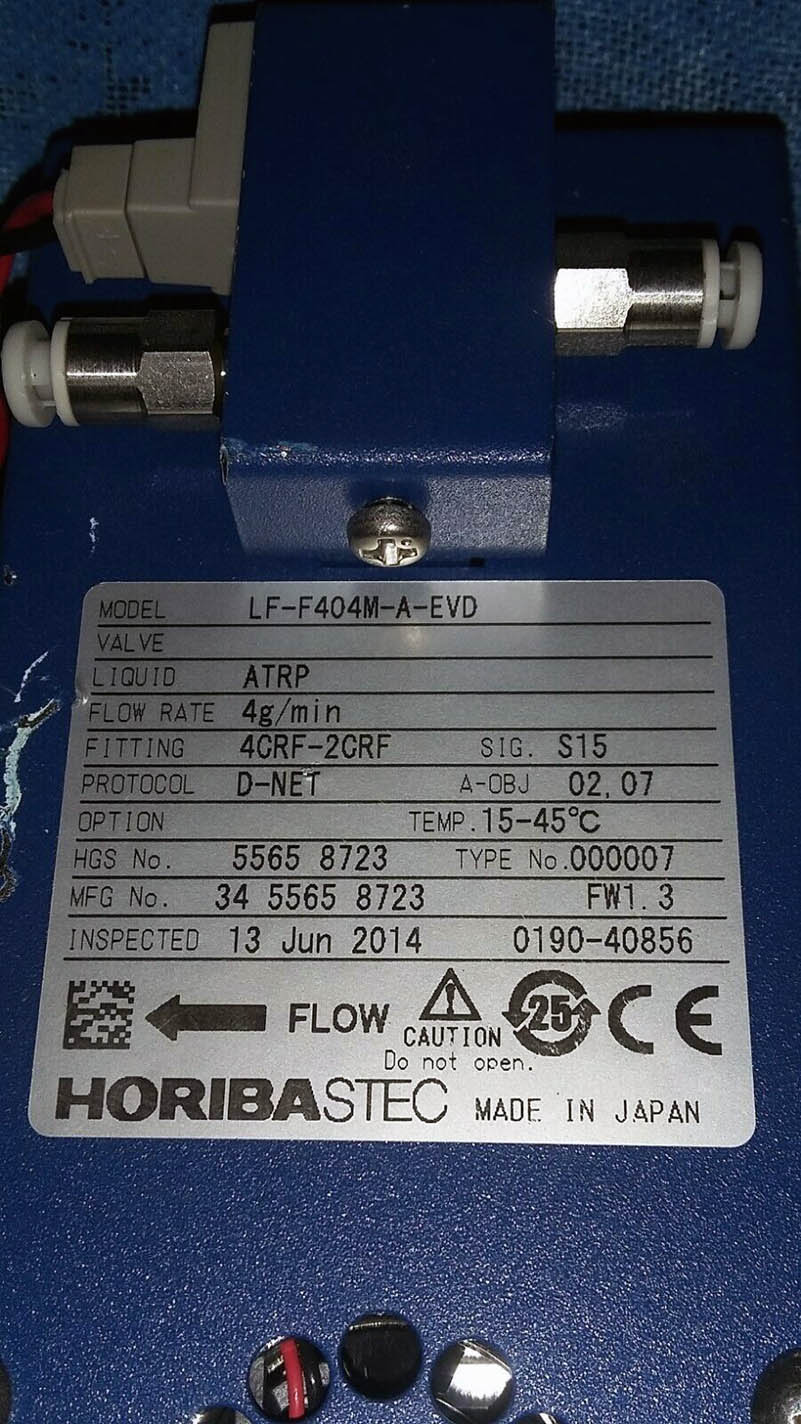 MODEL LF-F404M-A-EVD
VALVE
LIQUID ATRP
FLOW RATE 4g/min
FITTING 4CRF-2CRF SIG. S15
PROTOCOL D-NET A-OBJ 02,07
OPTION TEMP. 15-45℃
HGS No. 5565 8723 TYPE No. 000007
MFG No. 34 5565 8723 FW1.3
INSPECTED 13 Jun 2014 0190-40856
FLOW CAUTION 25 CE
Do not open.
HORIBASTEC MADE IN JAPAN